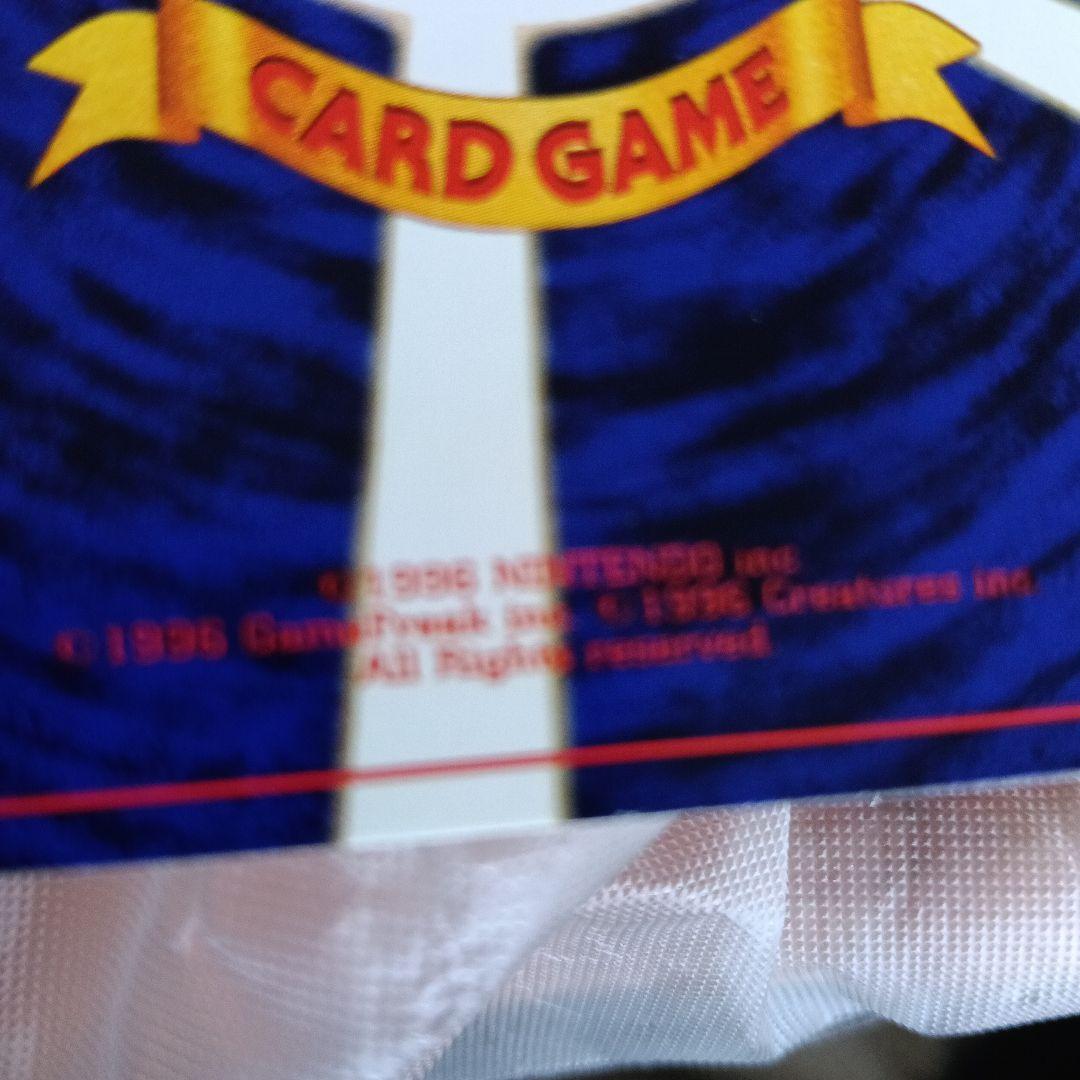 CARD GAME
©1996 NINTENDO inc.
©1996 GameFreak inc. ©1996 Creatures inc.
All Rights reserved.